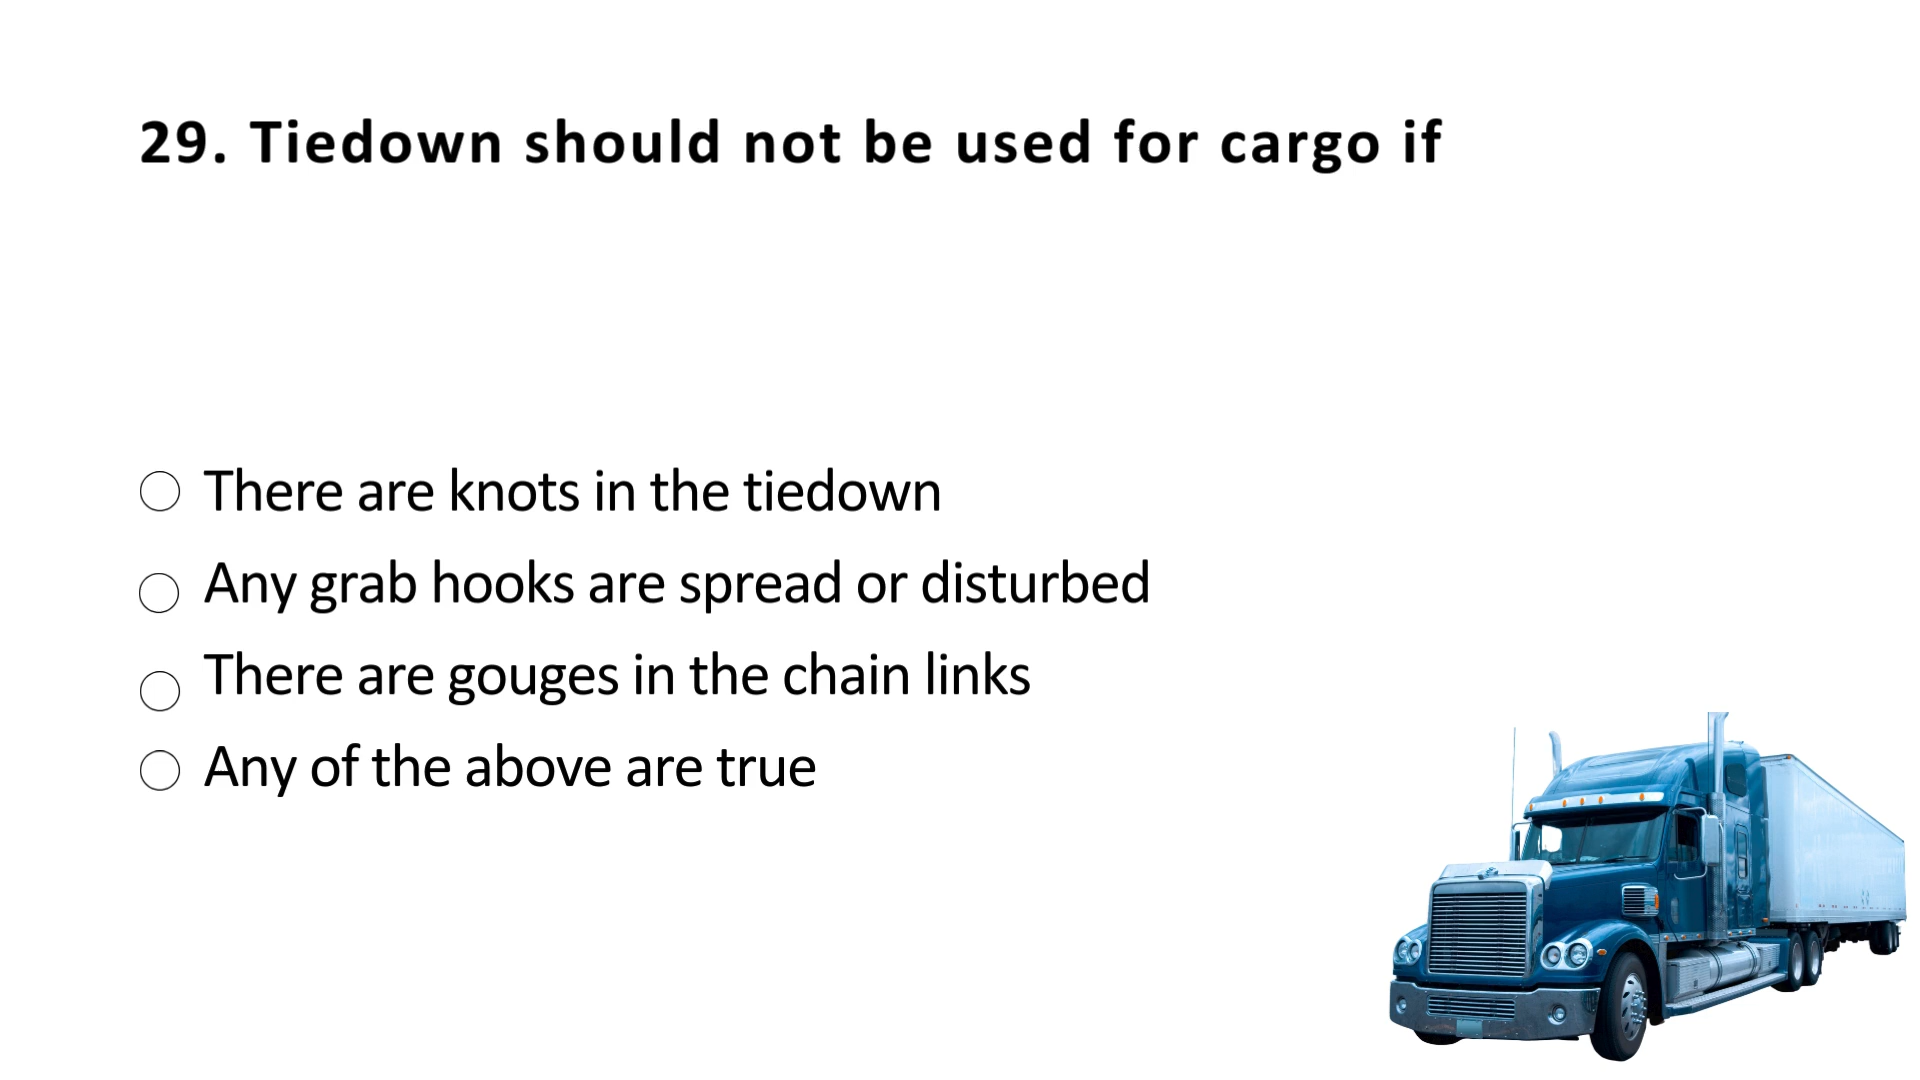 29. Tiedown should not be used for cargo if
There are knots in the tiedown
Any grab hooks are spread or disturbed
There are gouges in the chain links
Any of the above are true